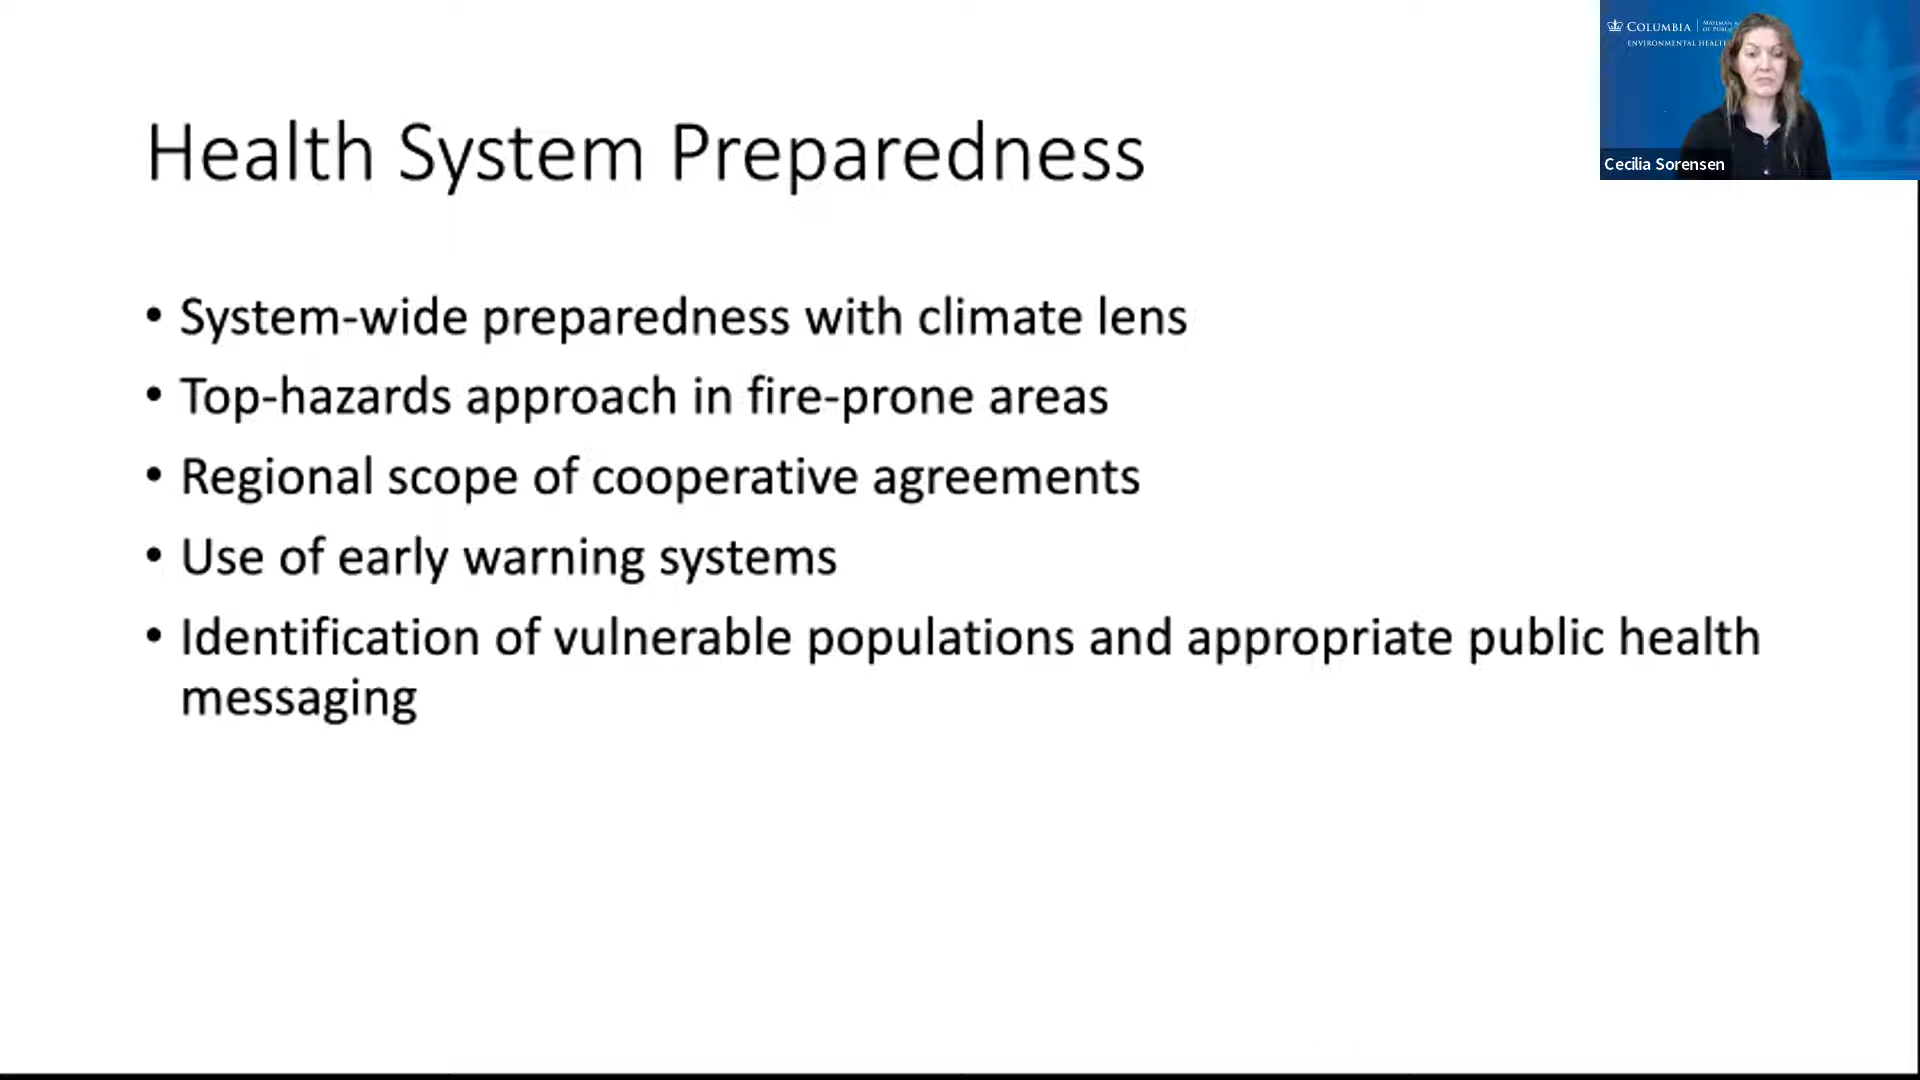 COLUMBIA
ENVIRONMENTAL HEALTH
Cecilia Sorensen
Health System Preparedness
• System-wide preparedness with climate lens
• Top-hazards approach in fire-prone areas
• Regional scope of cooperative agreements
• Use of early warning systems
• Identification of vulnerable populations and appropriate public health
messaging